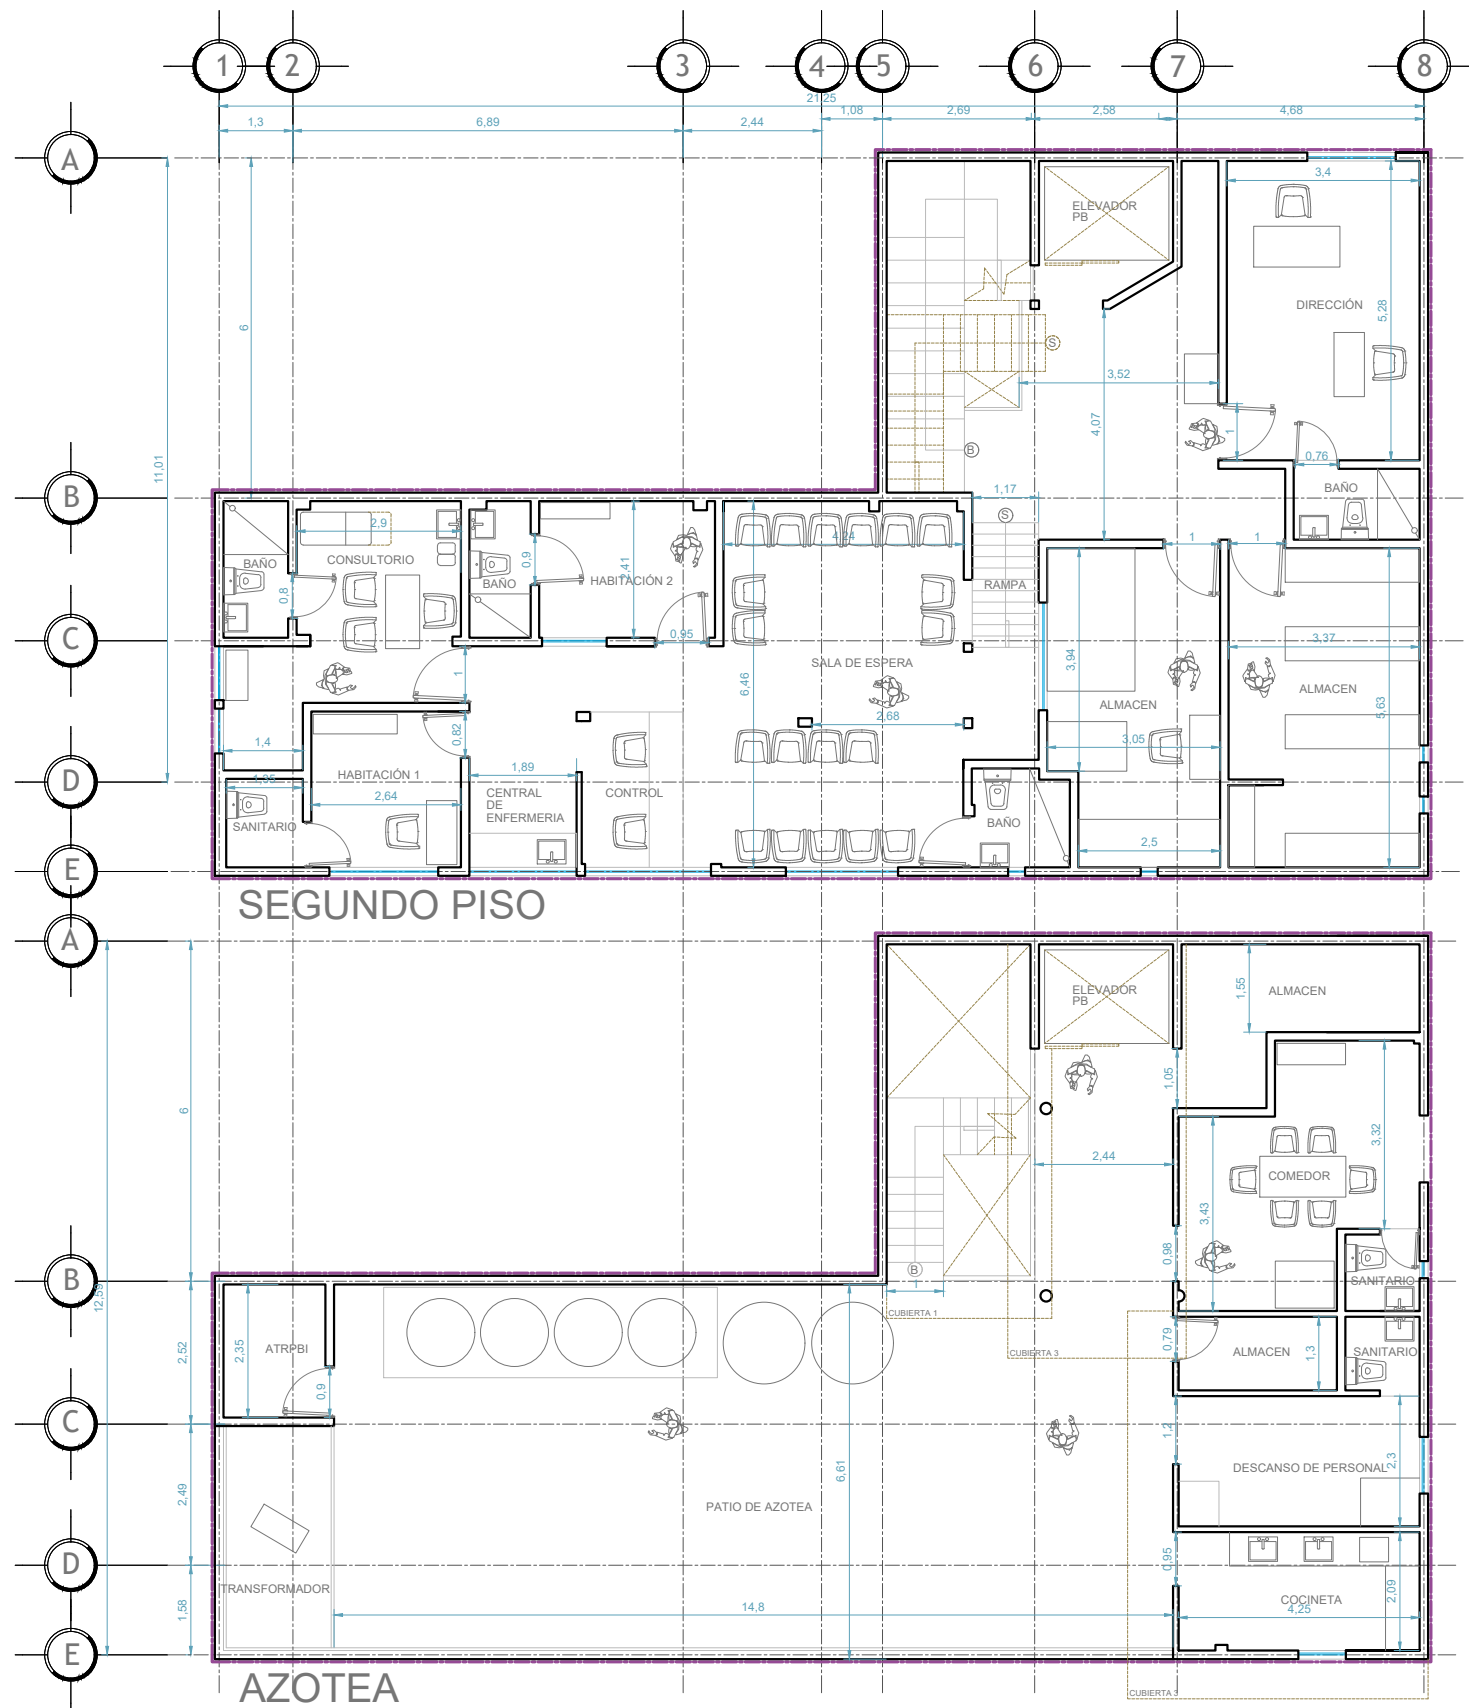 1 2 3 4 5 6 7 8
21,25
1,3 6,89 2,44 1,08 2,69 2,58 4,68
A
3,4
ELEVADOR
PB
6
DIRECCIÓN
5,28
S
3,52
4,07
1
B
11,01
0,76
BAÑO
B
1,17
S
2,9
4,24
CONSULTORIO
BAÑO
0,9
BAÑO
HABITACIÓN 2
2,41
0,8
RAMPA
1
1
C
0,95
SALA DE ESPERA
3,37
1
6,46
3,94
ALMACEN
ALMACEN
2,68
5,63
0,82
1,4
1,89
3,05
D
1,35
HABITACIÓN 1
2,64
CENTRAL
DE
ENFERMERIA
CONTROL
SANITARIO
BAÑO
2,5
E
SEGUNDO PISO
A
ELEVADOR
PB
1,55
ALMACEN
1,05
6
3,32
2,44
COMEDOR
3,43
0,98
B
B
SANITARIO
12,59
1
CUBIERTA 1
2,52
2,35
ATRPBI
0,79
CUBIERTA 3
ALMACEN
1,3
SANITARIO
0,9
C
1,2
6,61
2,3
DESCANSO DE PERSONAL
2,49
PATIO DE AZOTEA
D
0,95
TRANSFORMADOR
1,58
14,8
COCINETA
4,25
2,09
E
AZOTEA
CUBIERTA 3